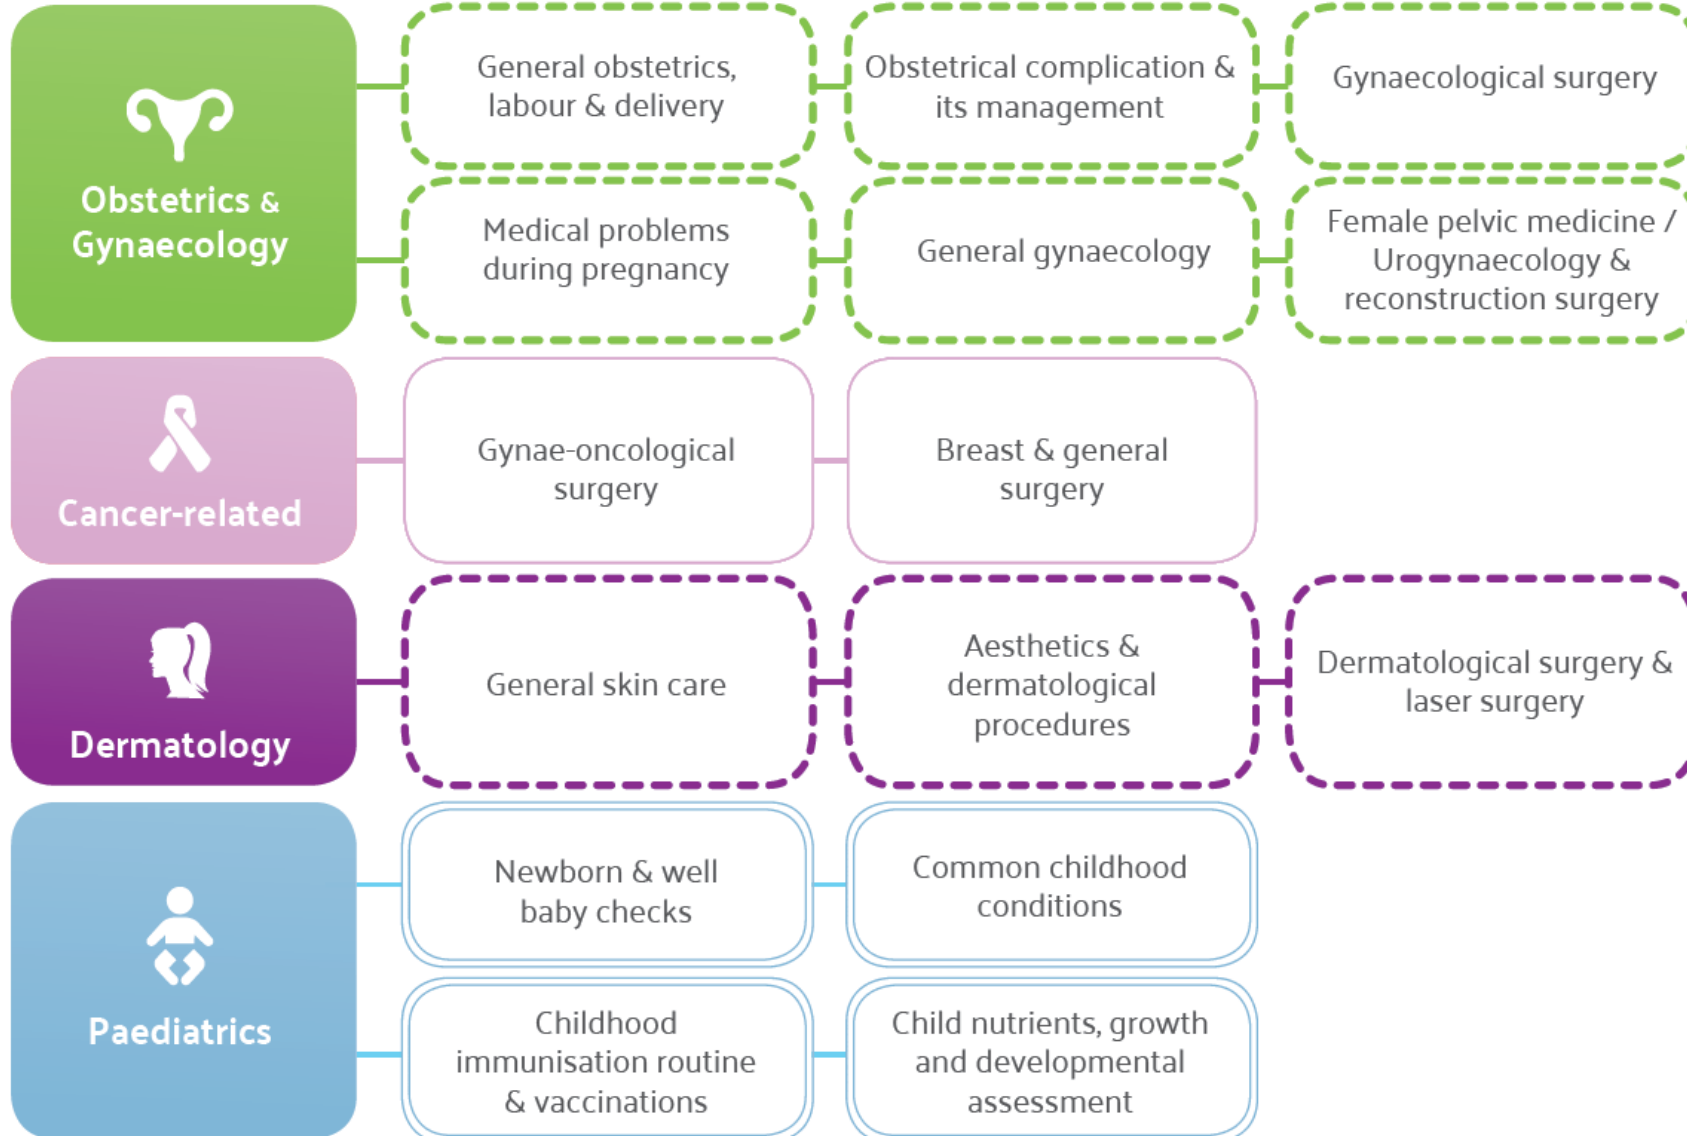 Obstetrics &
Gynaecology
General obstetrics,
labour & delivery
Obstetrical complication &
its management
Gynaecological surgery
Medical problems
during pregnancy
General gynaecology
Female pelvic medicine /
Urogynaecology &
reconstruction surgery
Cancer-related
Gynae-oncological
surgery
Breast & general
surgery
Dermatology
General skin care
Aesthetics &
dermatological
procedures
Dermatological surgery &
laser surgery
Paediatrics
Newborn & well
baby checks
Common childhood
conditions
Childhood
immunisation routine
& vaccinations
Child nutrients, growth
and developmental
assessment